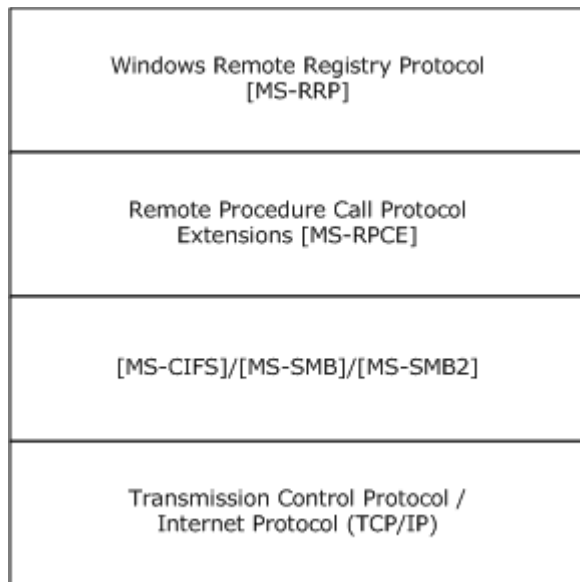 Windows Remote Registry Protocol
[MS-RRP]
Remote Procedure Call Protocol
Extensions [MS-RPCE]
[MS-CIFS]/[MS-SMB]/[MS-SMB2]
Transmission Control Protocol /
Internet Protocol (TCP/IP)